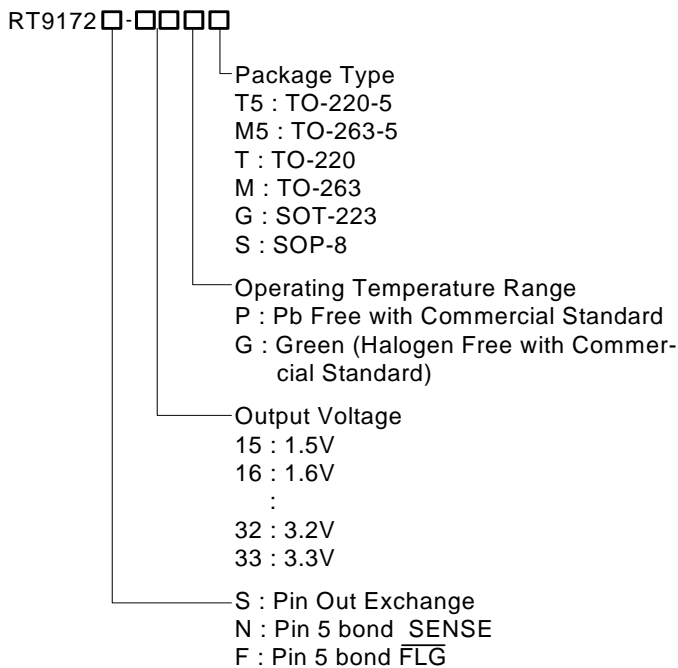 RT9172□-□□□□
Package Type
T5 : TO-220-5
M5 : TO-263-5
T : TO-220
M : TO-263
G : SOT-223
S : SOP-8
Operating Temperature Range
P : Pb Free with Commercial Standard
G : Green (Halogen Free with Commer-
cial Standard)
Output Voltage
15 : 1.5V
16 : 1.6V
:
32 : 3.2V
33 : 3.3V
S : Pin Out Exchange
N : Pin 5 bond SENSE
F : Pin 5 bond F̅L̅G̅